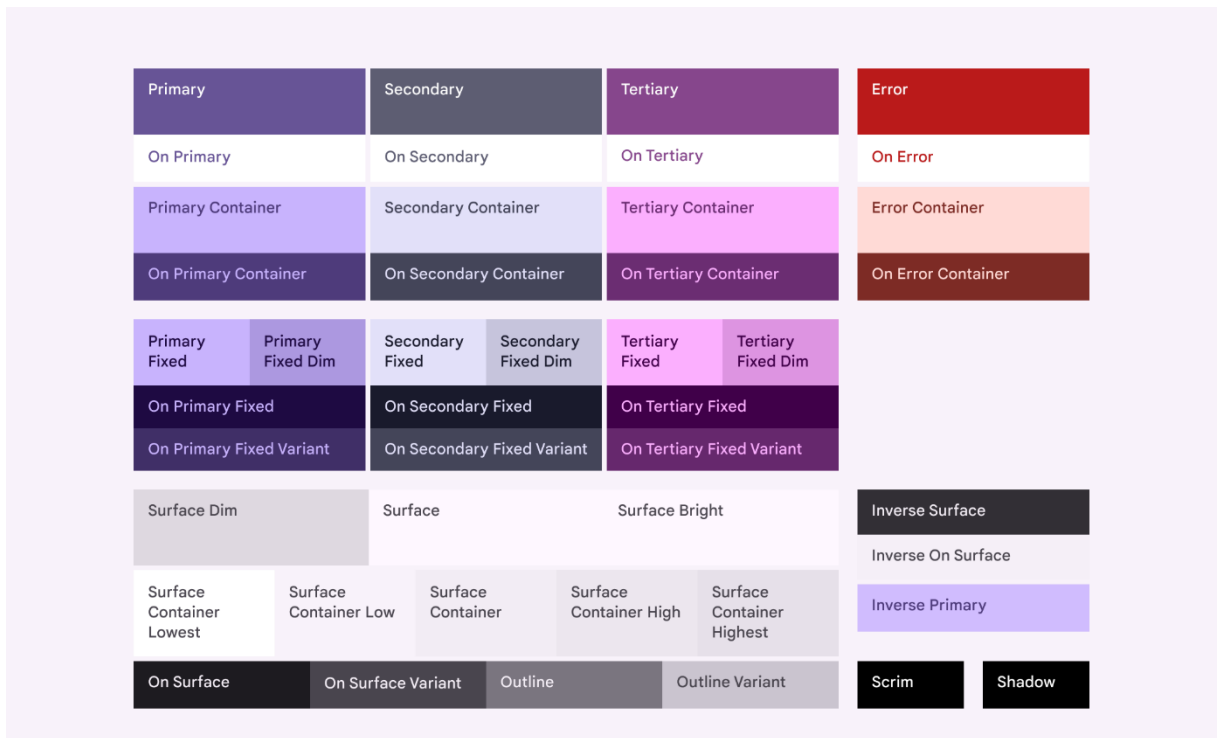 Primary
Secondary
Tertiary
Error
On Primary
On Secondary
On Tertiary
On Error
Primary Container
Secondary Container
Tertiary Container
Error Container
On Primary Container
On Secondary Container
On Tertiary Container
On Error Container
Primary
Fixed
Primary
Fixed Dim
Secondary
Fixed
Secondary
Fixed Dim
Tertiary
Fixed
Tertiary
Fixed Dim
On Primary Fixed
On Secondary Fixed
On Tertiary Fixed
On Primary Fixed Variant
On Secondary Fixed Variant
On Tertiary Fixed Variant
Surface Dim
Surface
Surface Bright
Inverse Surface
Inverse On Surface
Surface
Container
Lowest
Surface
Container Low
Surface
Container
Surface
Container High
Surface
Container
Highest
Inverse Primary
On Surface
On Surface Variant
Outline
Outline Variant
Scrim
Shadow